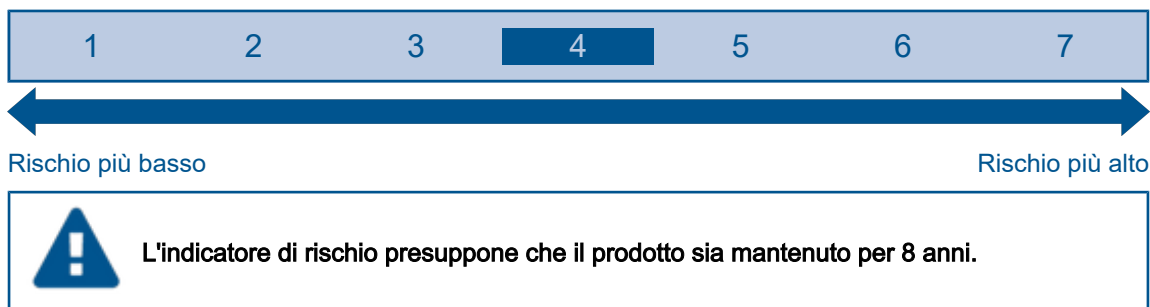 1 2 3 4 5 6 7
Rischio più basso Rischio più alto
L'indicatore di rischio presuppone che il prodotto sia mantenuto per 8 anni.